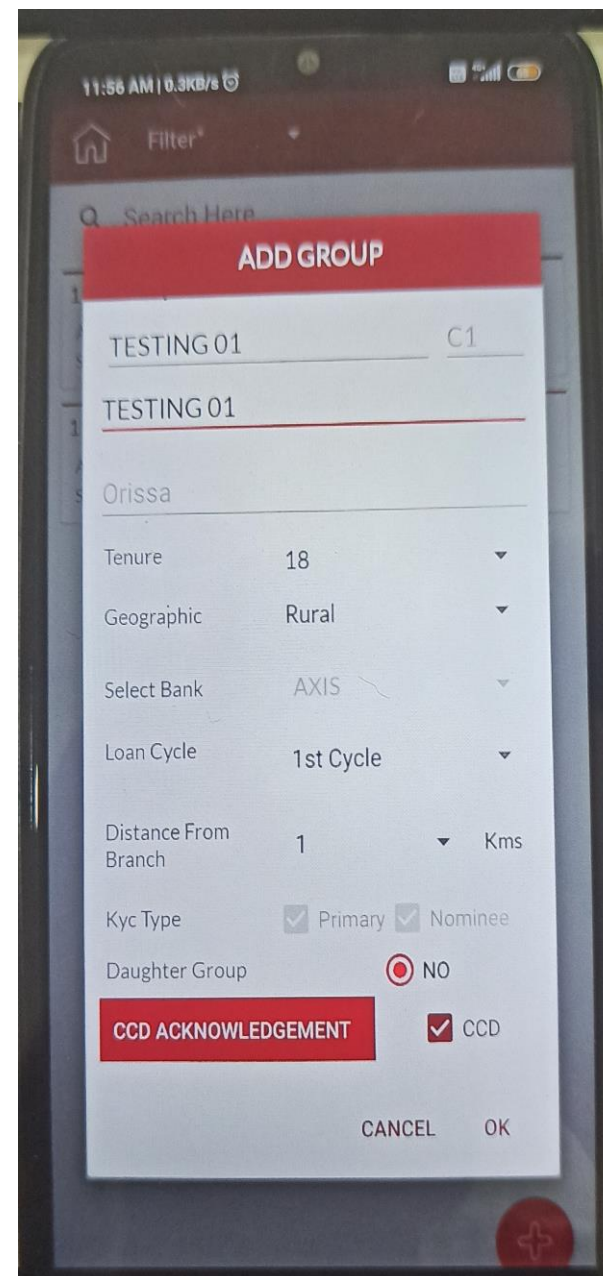 11:56 AM | 0.3KB/s
Filter*
Search Here
ADD GROUP
TESTING 01 C1
TESTING 01
Orissa
Tenure 18
Geographic Rural
Select Bank AXIS
Loan Cycle 1st Cycle
Distance From Branch 1 Kms
Kyc Type Primary Nominee
Daughter Group NO
CCD ACKNOWLEDGEMENT CCD
CANCEL OK